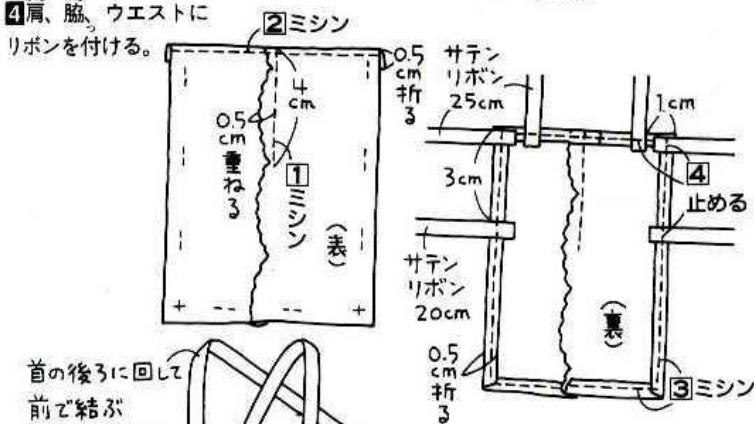 4肩、脇、ウエストに
リボンを付ける。
2ミシン
0.5
cm
折
る
4
cm
0.5
cm
重
ね
る
1
ミシン
(表)
サテン
リボン
25cm
1cm
3cm
4
止める
サテン
リボン
20cm
(裏)
0.5
cm
折
る
3ミシン
首の後ろに回して
前で結ぶ